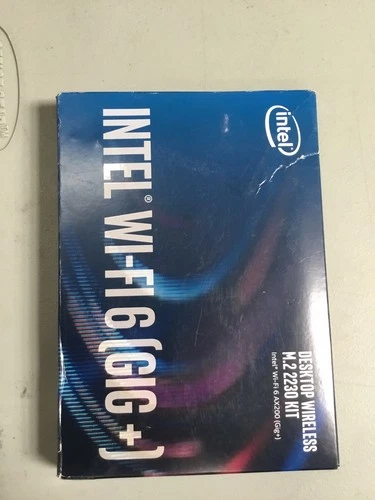 intel
INTEL® WI-FI 6 (GIG+)
DESKTOP WIRELESS
M.2 2230 KIT
Intel® Wi-Fi 6 AX200 (Gig+)